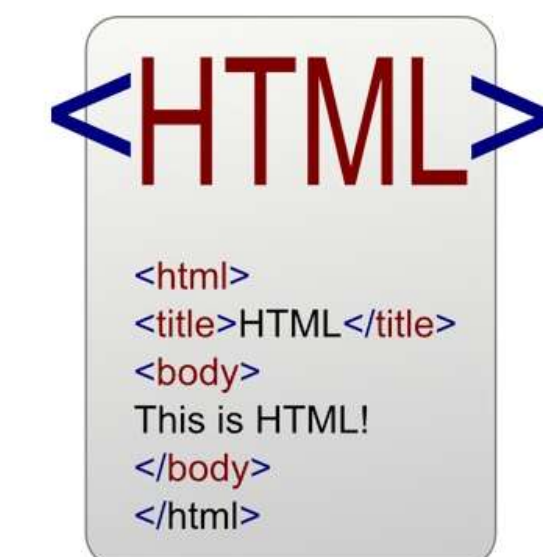 <HTML>
<html>
<title>HTML</title>
<body>
This is HTML!
</body>
</html>